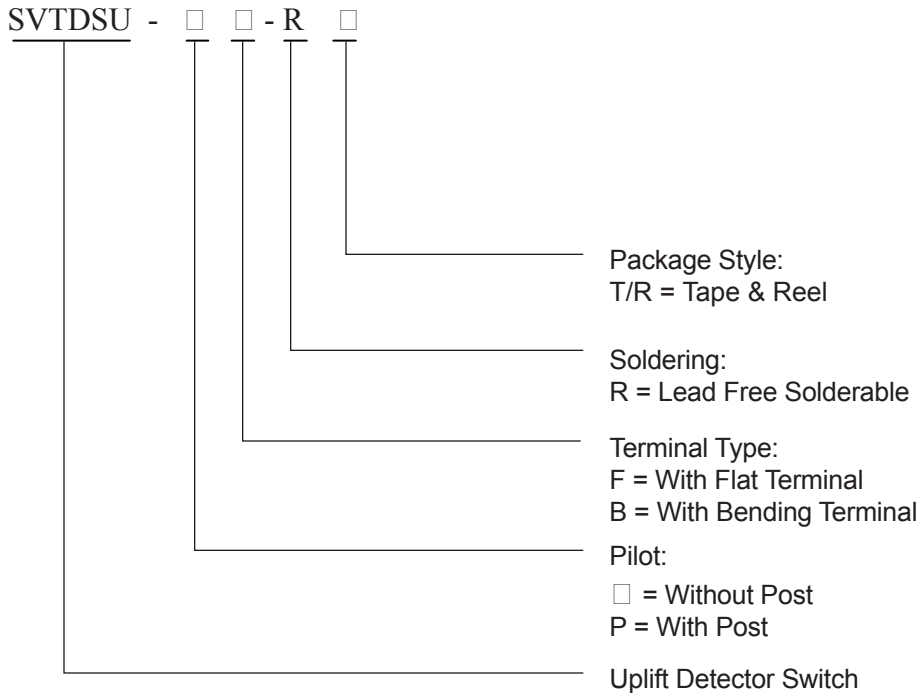 SVTDSU - □ □ - R □
Package Style:
T/R = Tape & Reel
Soldering:
R = Lead Free Solderable
Terminal Type:
F = With Flat Terminal
B = With Bending Terminal
Pilot:
□ = Without Post
P = With Post
Uplift Detector Switch